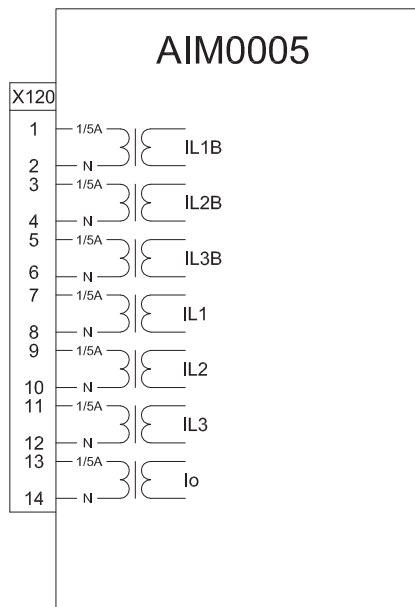 AIM0005
X120
1 1/5A
IL1B
2 N
3 1/5A
IL2B
4 N
5 1/5A
IL3B
6 N
7 1/5A
IL1
8 N
9 1/5A
IL2
10 N
11 1/5A
IL3
12 N
13 1/5A
Io
14 N